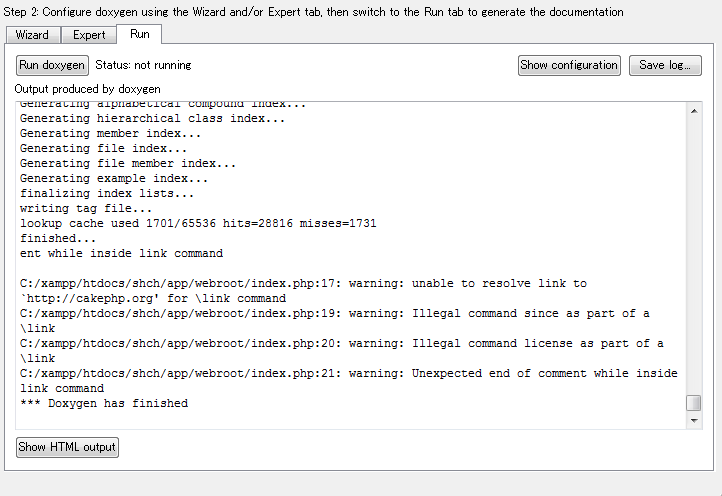 Step 2: Configure doxygen using the Wizard and/or Expert tab, then switch to the Run tab to generate the documentation
Wizard Expert Run
Run doxygen Status: not running Show configuration Save log...
Output produced by doxygen
Generating alphabetical compound index...
Generating hierarchical class index...
Generating member index...
Generating file index...
Generating file member index...
Generating example index...
finalizing index lists...
writing tag file...
lookup cache used 1701/65536 hits=28816 misses=1731
finished...
ent while inside link command
C:/xampp/htdocs/shch/app/webroot/index.php:17: warning: unable to resolve link to
`http://cakephp.org' for \link command
C:/xampp/htdocs/shch/app/webroot/index.php:19: warning: Illegal command since as part of a
\link
C:/xampp/htdocs/shch/app/webroot/index.php:20: warning: Illegal command license as part of a
\link
C:/xampp/htdocs/shch/app/webroot/index.php:21: warning: Unexpected end of comment while inside
link command
*** Doxygen has finished
Show HTML output